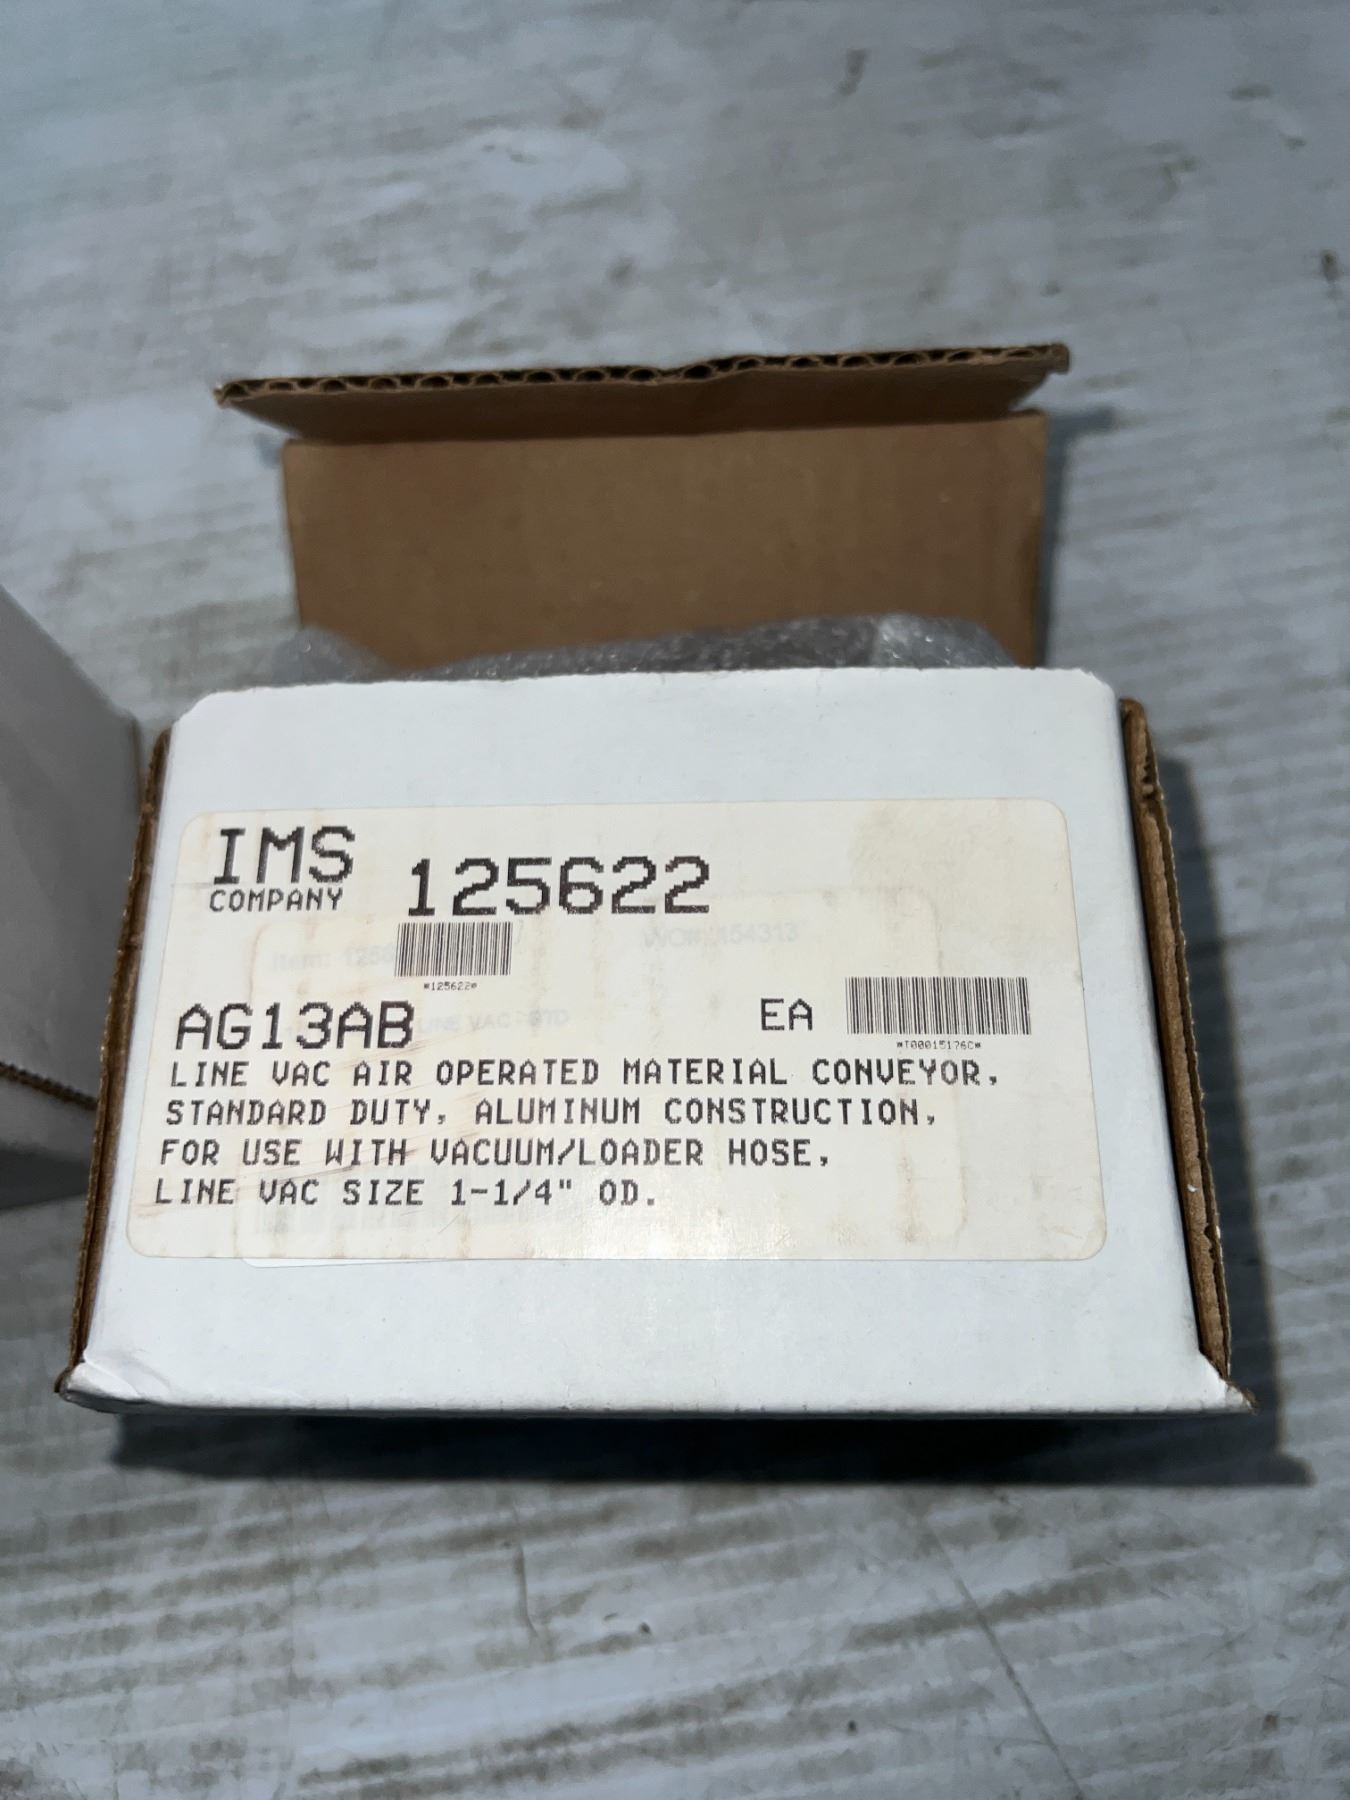 IMS
COMPANY
125622
*125622*
AG13AB
EA
*T00015176C*
LINE VAC AIR OPERATED MATERIAL CONVEYOR,
STANDARD DUTY, ALUMINUM CONSTRUCTION,
FOR USE WITH VACUUM/LOADER HOSE,
LINE VAC SIZE 1-1/4" OD.